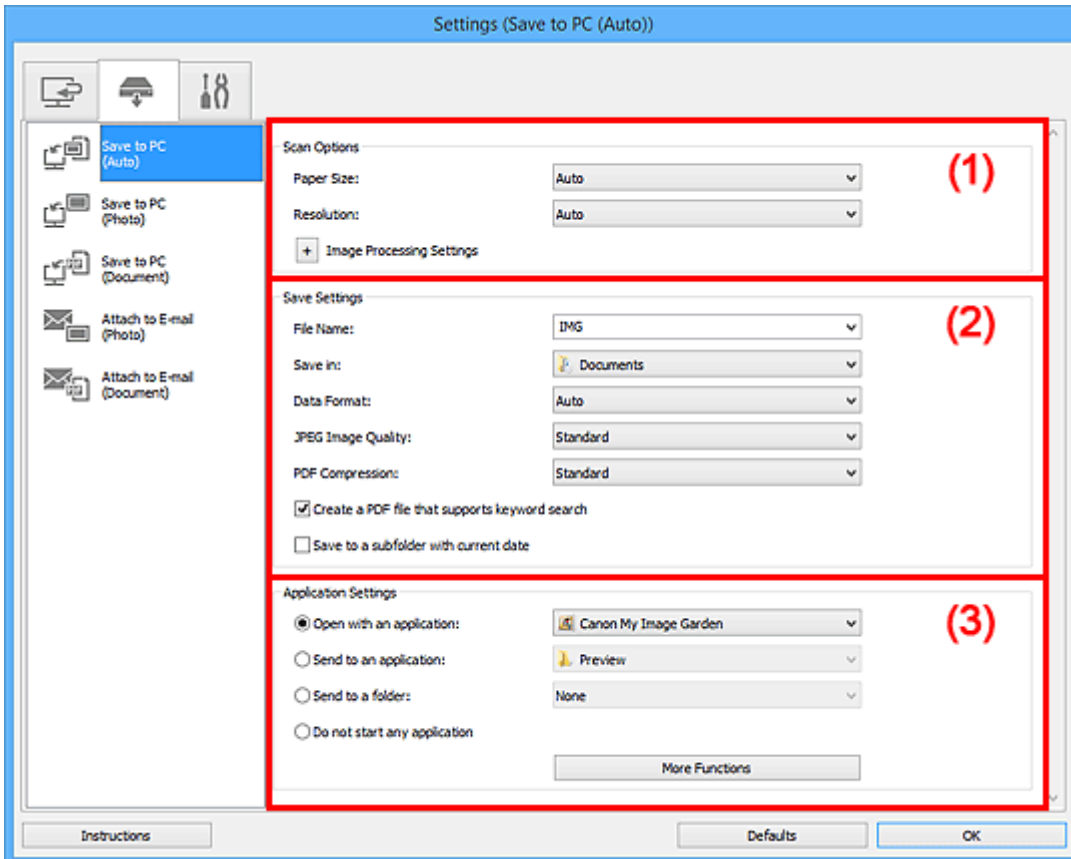 Settings (Save to PC (Auto))
Save to PC
(Auto)
Save to PC
(Photo)
Save to PC
(Document)
Attach to E-mail
(Photo)
Attach to E-mail
(Document)
Scan Options
(1)
Paper Size: Auto
Resolution: Auto
+ Image Processing Settings
Save Settings
(2)
File Name: IMG
Save in: Documents
Data Format: Auto
JPEG Image Quality: Standard
PDF Compression: Standard
Create a PDF file that supports keyword search
Save to a subfolder with current date
Application Settings
(3)
Open with an application: Canon My Image Garden
Send to an application: Preview
Send to a folder: None
Do not start any application
More Functions
Instructions Defaults OK